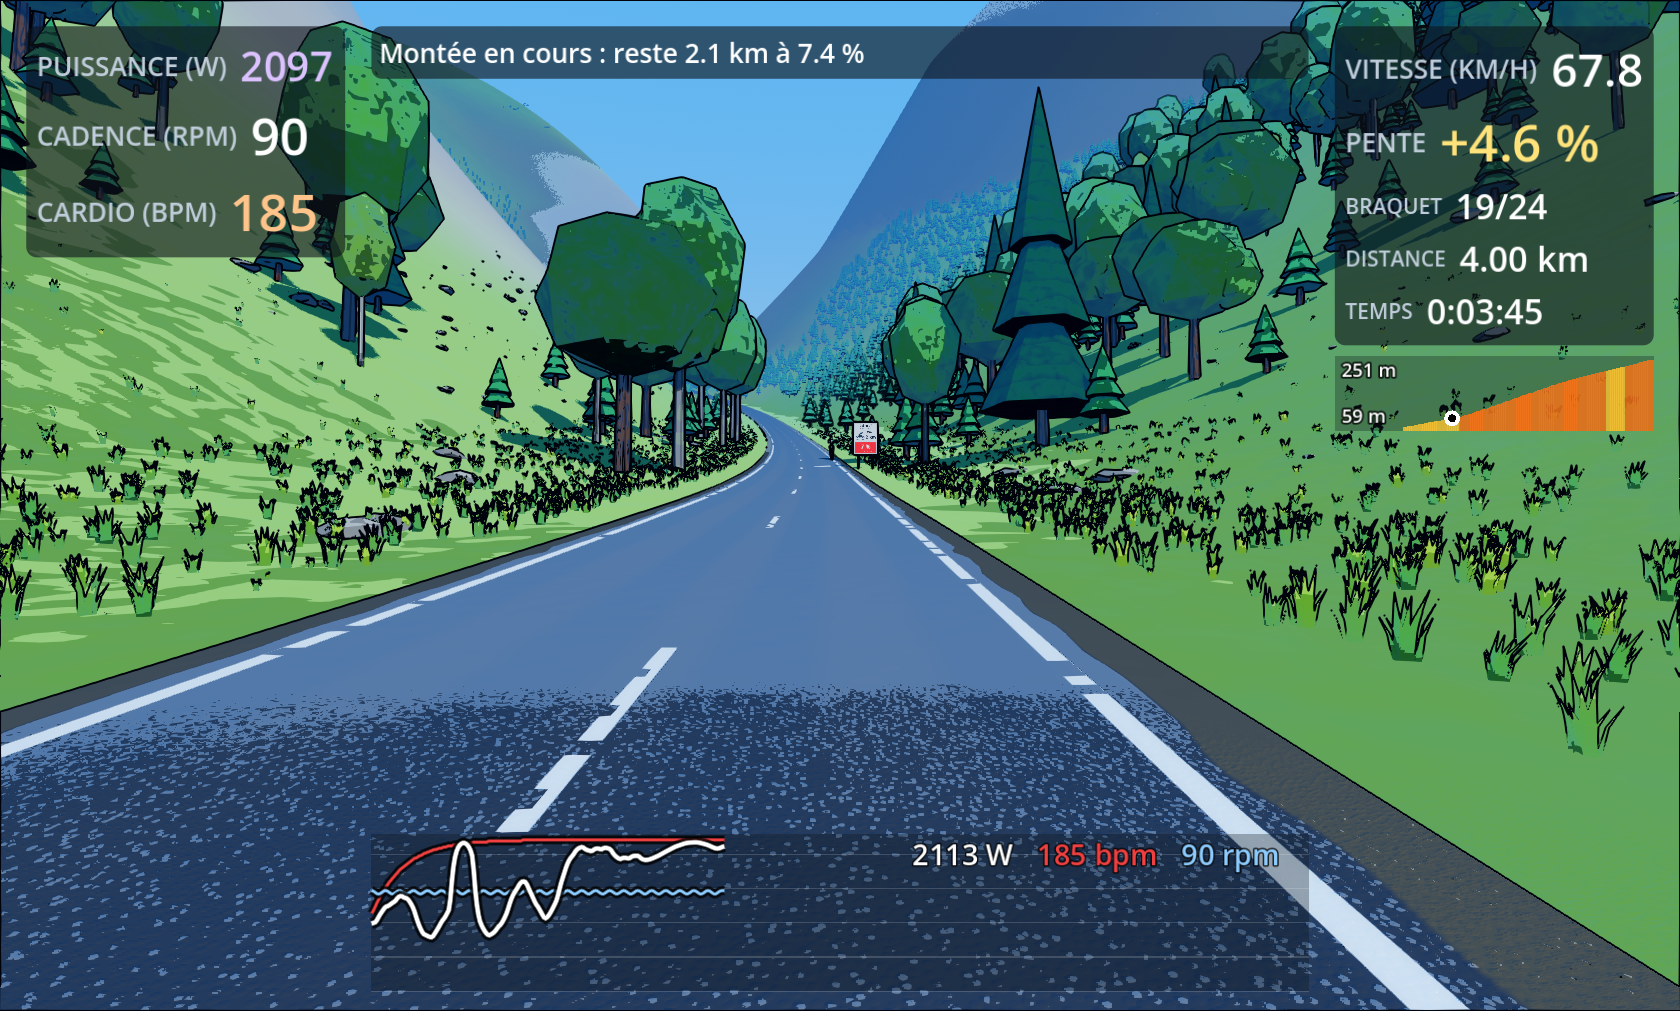 PUISSANCE (W) 2097
CADENCE (RPM) 90
CARDIO (BPM) 185
Montée en cours : reste 2.1 km à 7.4 %
VITESSE (KM/H) 67.8
PENTE +4.6 %
BRAQUET 19/24
DISTANCE 4.00 km
TEMPS 0:03:45
251 m
59 m
2113 W 185 bpm 90 rpm